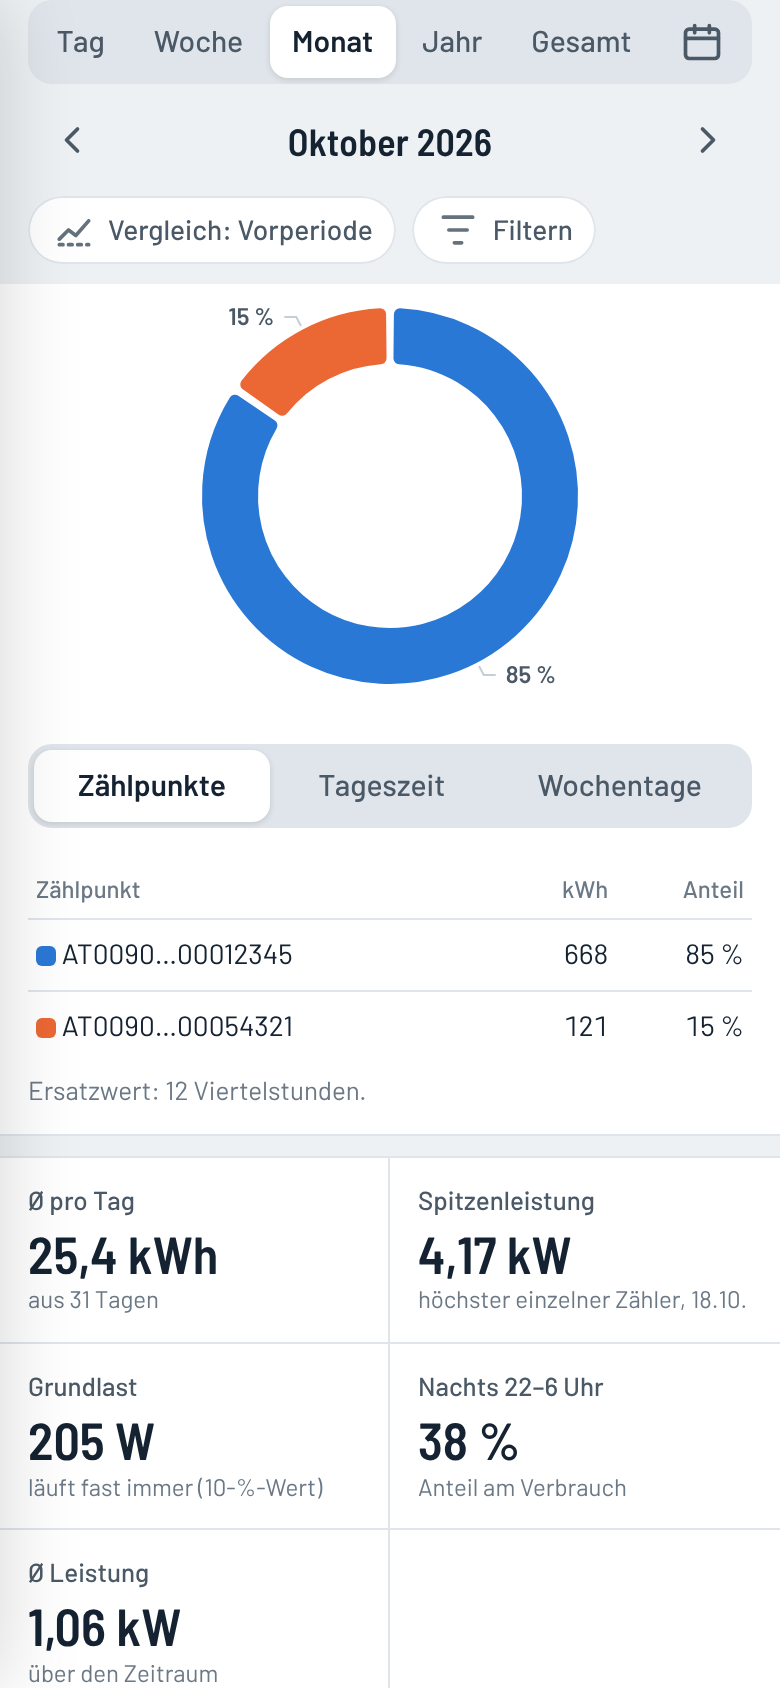 Tag Woche Monat Jahr Gesamt
Oktober 2026
Vergleich: Vorperiode Filtern
15 %
85 %
Zählpunkte Tageszeit Wochentage
Zählpunkt kWh Anteil
AT0090...00012345 668 85 %
AT0090...00054321 121 15 %
Ersatzwert: 12 Viertelstunden.
Ø pro Tag Spitzenleistung
25,4 kWh 4,17 kW
aus 31 Tagen höchster einzelner Zähler, 18.10.
Grundlast Nachts 22–6 Uhr
205 W 38 %
läuft fast immer (10-%-Wert) Anteil am Verbrauch
Ø Leistung
1,06 kW
über den Zeitraum